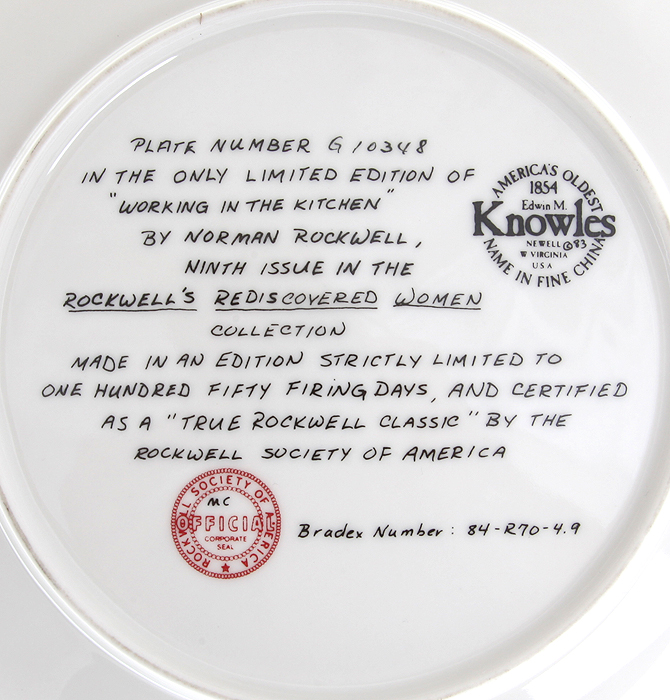 PLATE NUMBER G10348
IN THE ONLY LIMITED EDITION OF
"WORKING IN THE KITCHEN"
BY NORMAN ROCKWELL,
NINTH ISSUE IN THE
ROCKWELL'S REDISCOVERED WOMEN
COLLECTION
MADE IN AN EDITION STRICTLY LIMITED TO
ONE HUNDRED FIFTY FIRING DAYS, AND CERTIFIED
AS A "TRUE ROCKWELL CLASSIC" BY THE
ROCKWELL SOCIETY OF AMERICA
AMERICA'S OLDEST
1854
Edwin M.
Knowles
NEWELL ©83
W VIRGINIA
USA
NAME IN FINE CHINA
ROCKWELL SOCIETY OF AMERICA
MC
OFFICIAL
CORPORATE
SEAL
Bradex Number: 84-R70-4.9